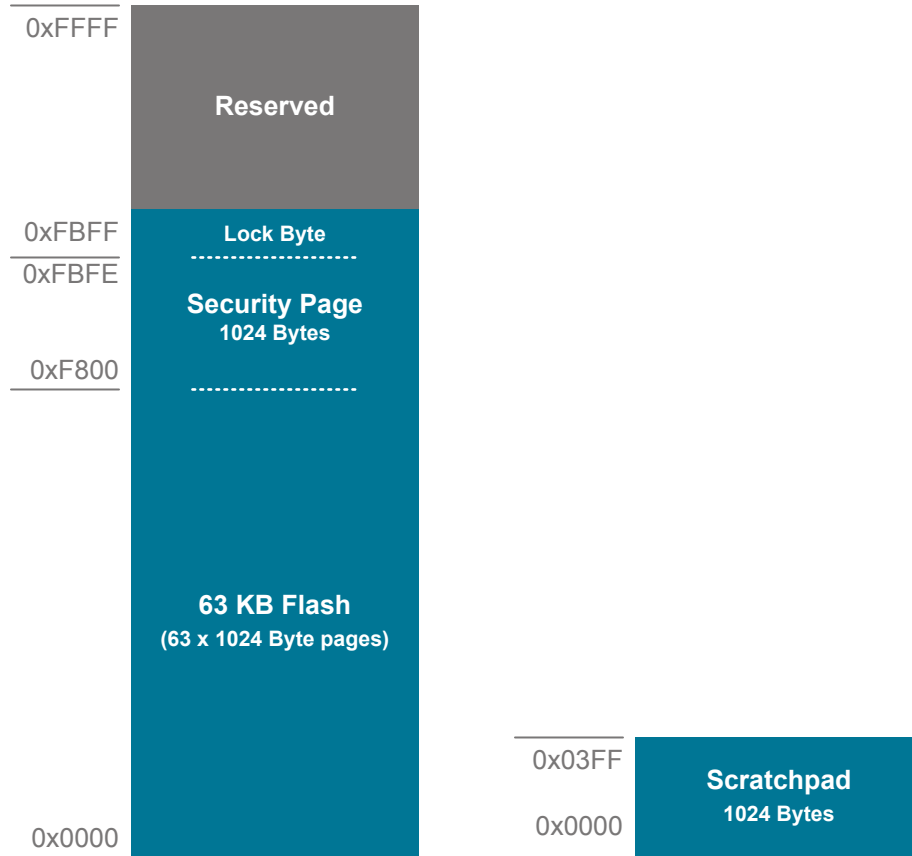 0xFFFF
Reserved
0xFBFF
Lock Byte
0xFBFE
Security Page
1024 Bytes
0xF800
63 KB Flash
(63 x 1024 Byte pages)
0x0000
0x03FF
Scratchpad
1024 Bytes
0x0000